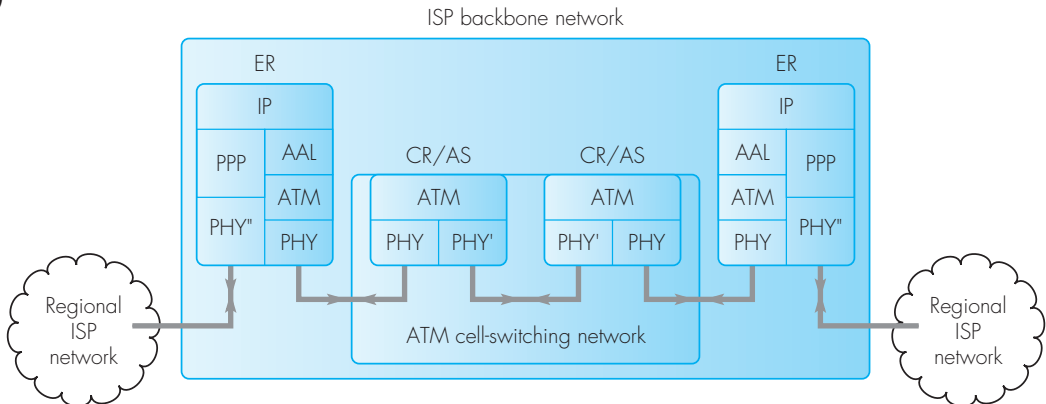 )
ISP backbone network
ER
ER
IP
IP
PPP
AAL
ATM
PHY"
PHY
CR/AS
CR/AS
ATM
ATM
PHY
PHY'
PHY'
PHY
AAL
PPP
ATM
PHY
PHY"
Regional
ISP
network
ATM cell-switching network
Regional
ISP
network